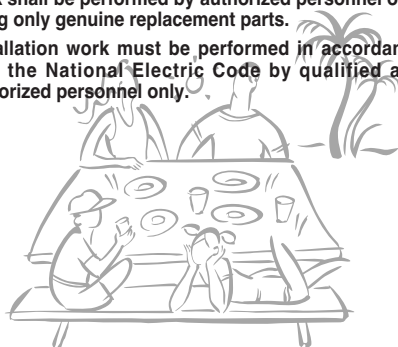 k shall be performed by authorized personnel o
g only genuine replacement parts.
allation work must be performed in accordan
the National Electric Code by qualified a
orized personnel only.